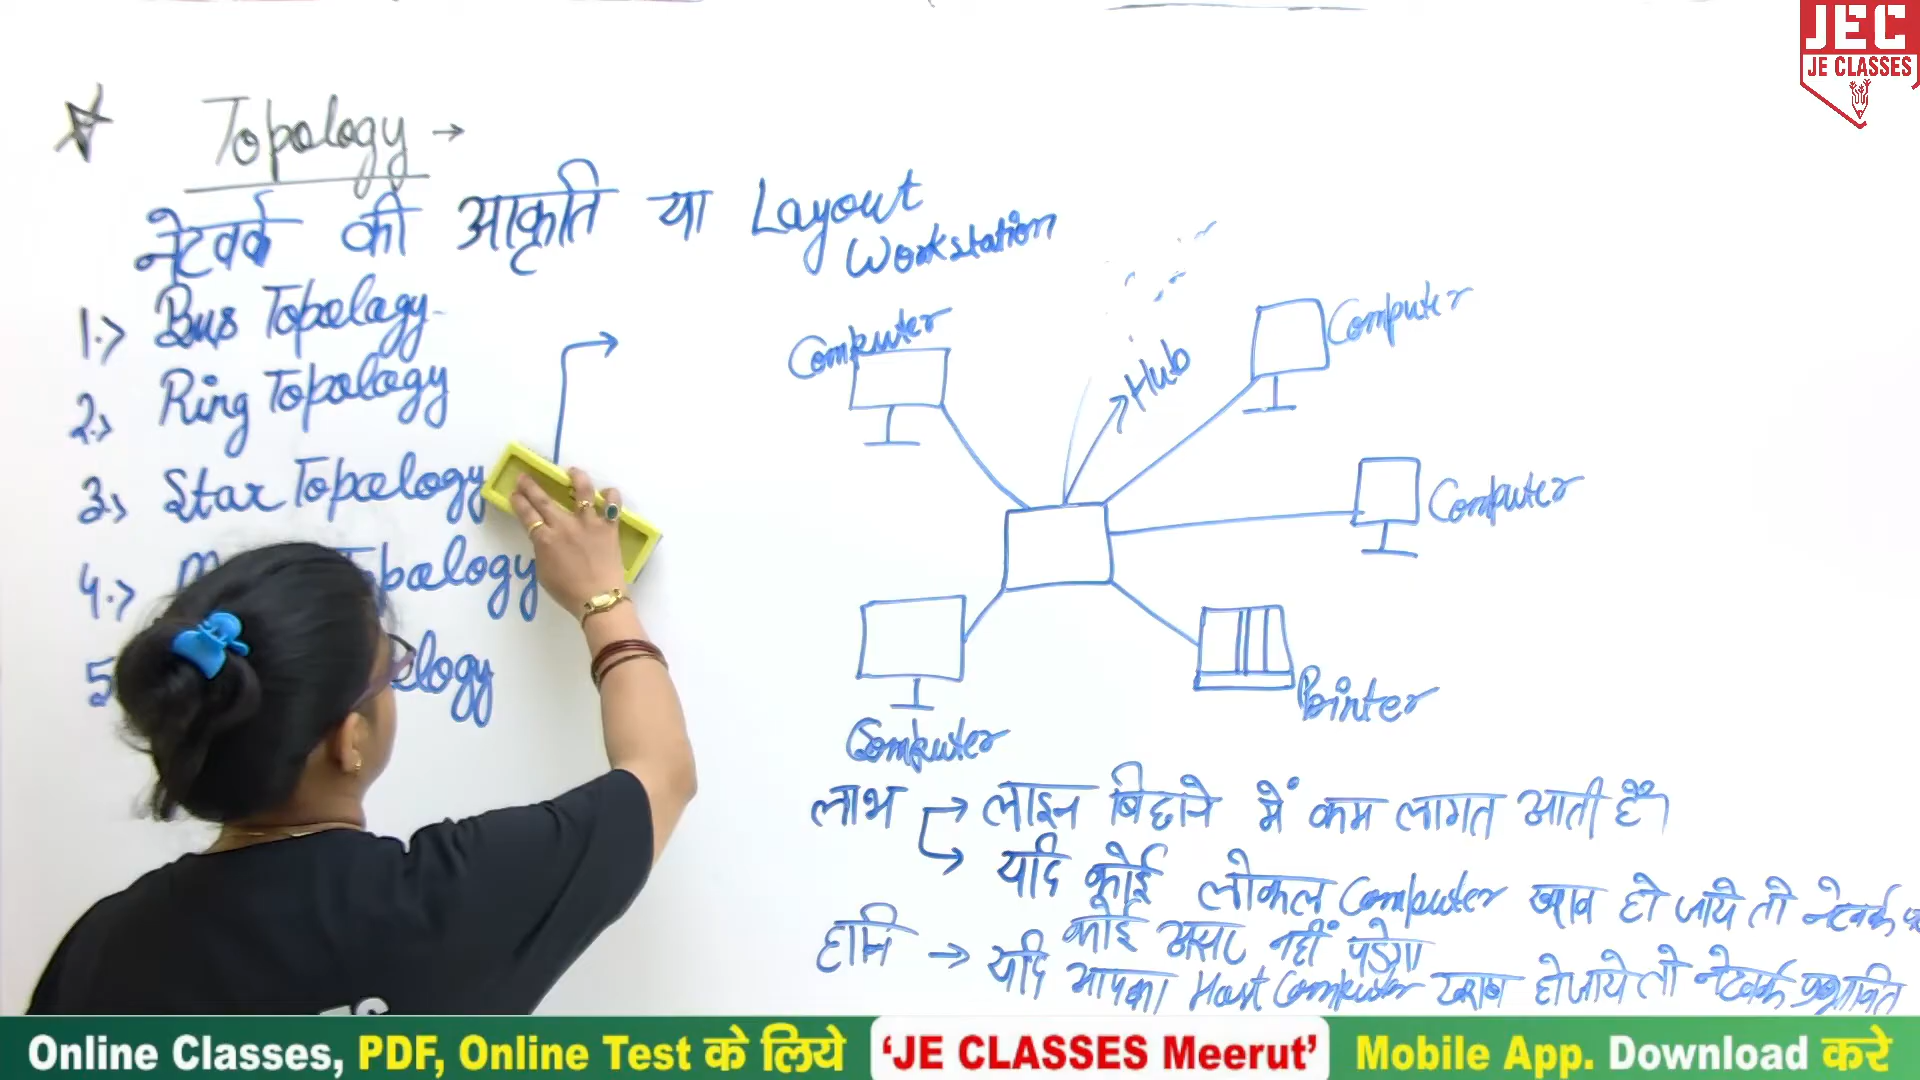 JEC
JE CLASSES
Topology →
नेटवर्क की आकृति या Layout
Workstation
1.> Bus Topology
2.> Ring Topology
3.> Star Topology
4.> Topology
5
Computer
Hub
Computer
Computer
Computer
Printer
लाभ → लाइन बिछाने में कम लागत आती हैं।
→ यदि कोई लोकल Computer खराब हो जाये तो नेटवर्क
कोई असर नहीं पडेगा
हानि → यदि आपका Host Computer खराब हो जाये तो नेटवर्क प्रभावित
Online Classes, PDF, Online Test के लिये 'JE CLASSES Meerut' Mobile App. Download करे